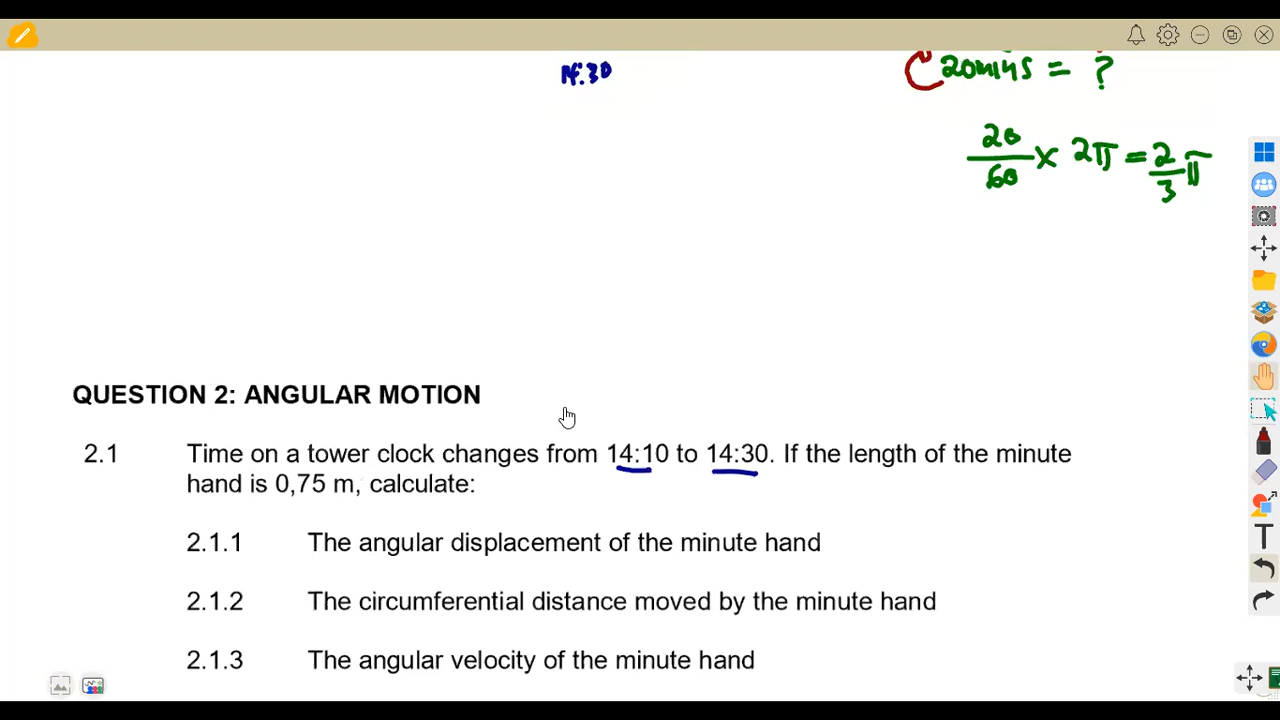 14:30
20mins = ?
20/60 × 2π = 2/3 π
QUESTION 2: ANGULAR MOTION
2.1 Time on a tower clock changes from 14:10 to 14:30. If the length of the minute
hand is 0,75 m, calculate:
2.1.1 The angular displacement of the minute hand
2.1.2 The circumferential distance moved by the minute hand
2.1.3 The angular velocity of the minute hand
T